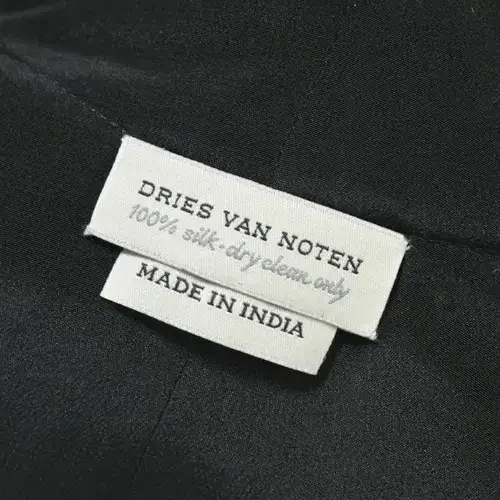 DRIES VAN NOTEN
100% silk • dry clean only
MADE IN INDIA